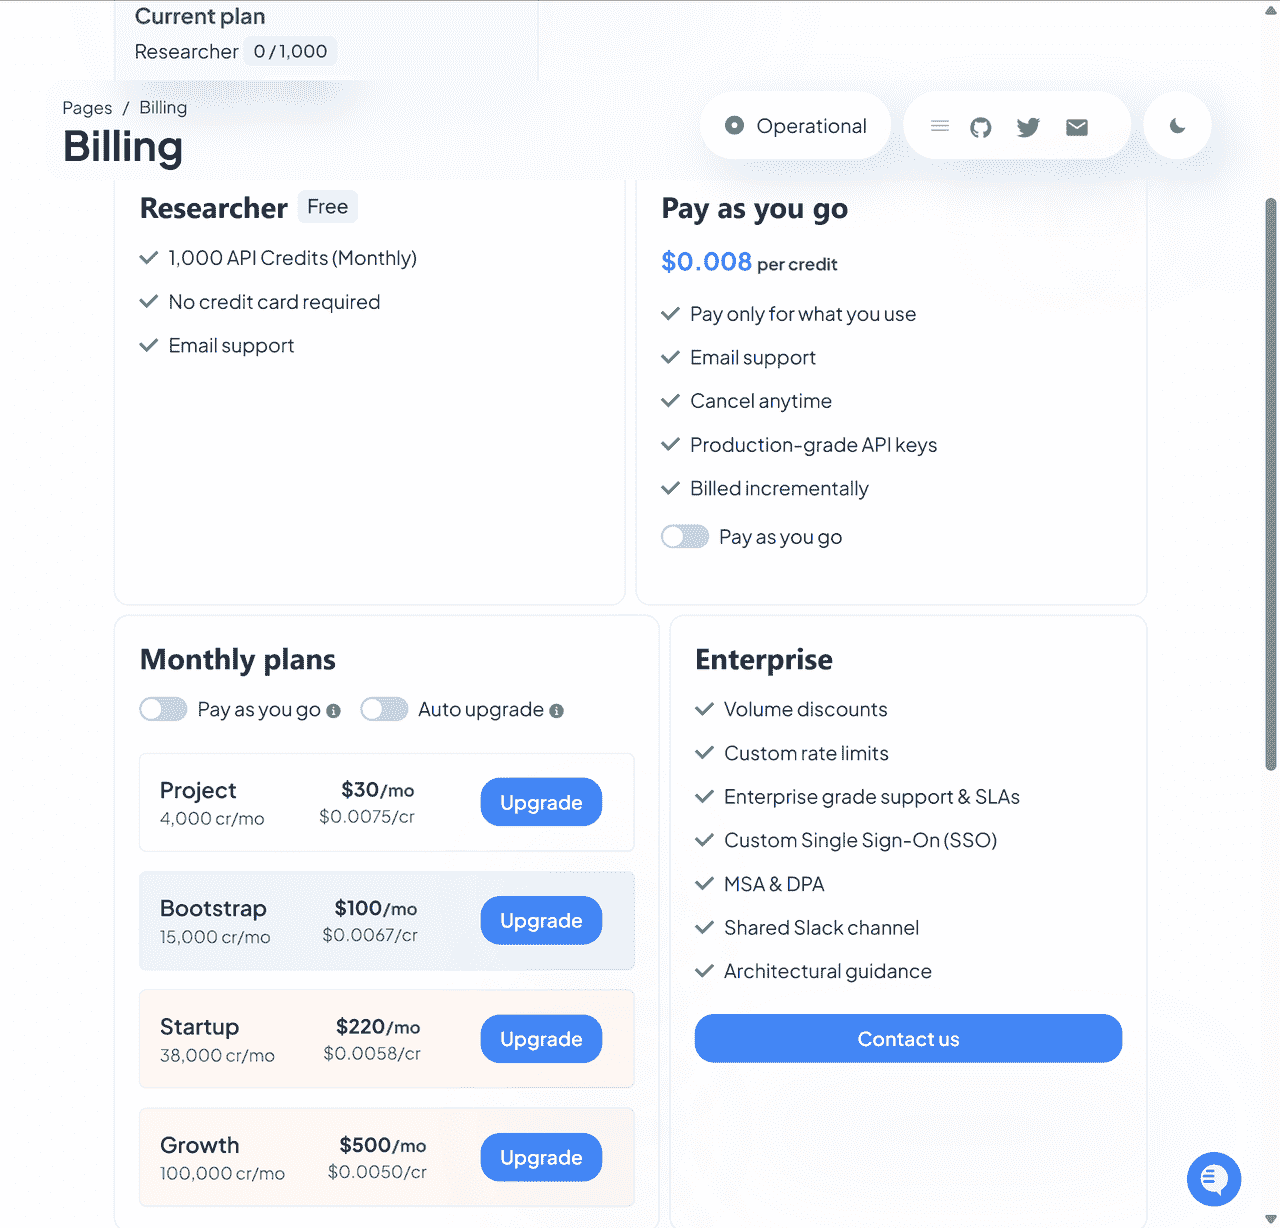 Current plan
Researcher 0 / 1,000
Pages / Billing
Billing
Operational
Researcher Free
1,000 API Credits (Monthly)
No credit card required
Email support
Pay as you go
$0.008 per credit
Pay only for what you use
Email support
Cancel anytime
Production-grade API keys
Billed incrementally
Pay as you go
Monthly plans
Pay as you go
Auto upgrade
Project
4,000 cr/mo
$30/mo
$0.0075/cr
Upgrade
Bootstrap
15,000 cr/mo
$100/mo
$0.0067/cr
Upgrade
Startup
38,000 cr/mo
$220/mo
$0.0058/cr
Upgrade
Growth
100,000 cr/mo
$500/mo
$0.0050/cr
Upgrade
Enterprise
Volume discounts
Custom rate limits
Enterprise grade support & SLAs
Custom Single Sign-On (SSO)
MSA & DPA
Shared Slack channel
Architectural guidance
Contact us